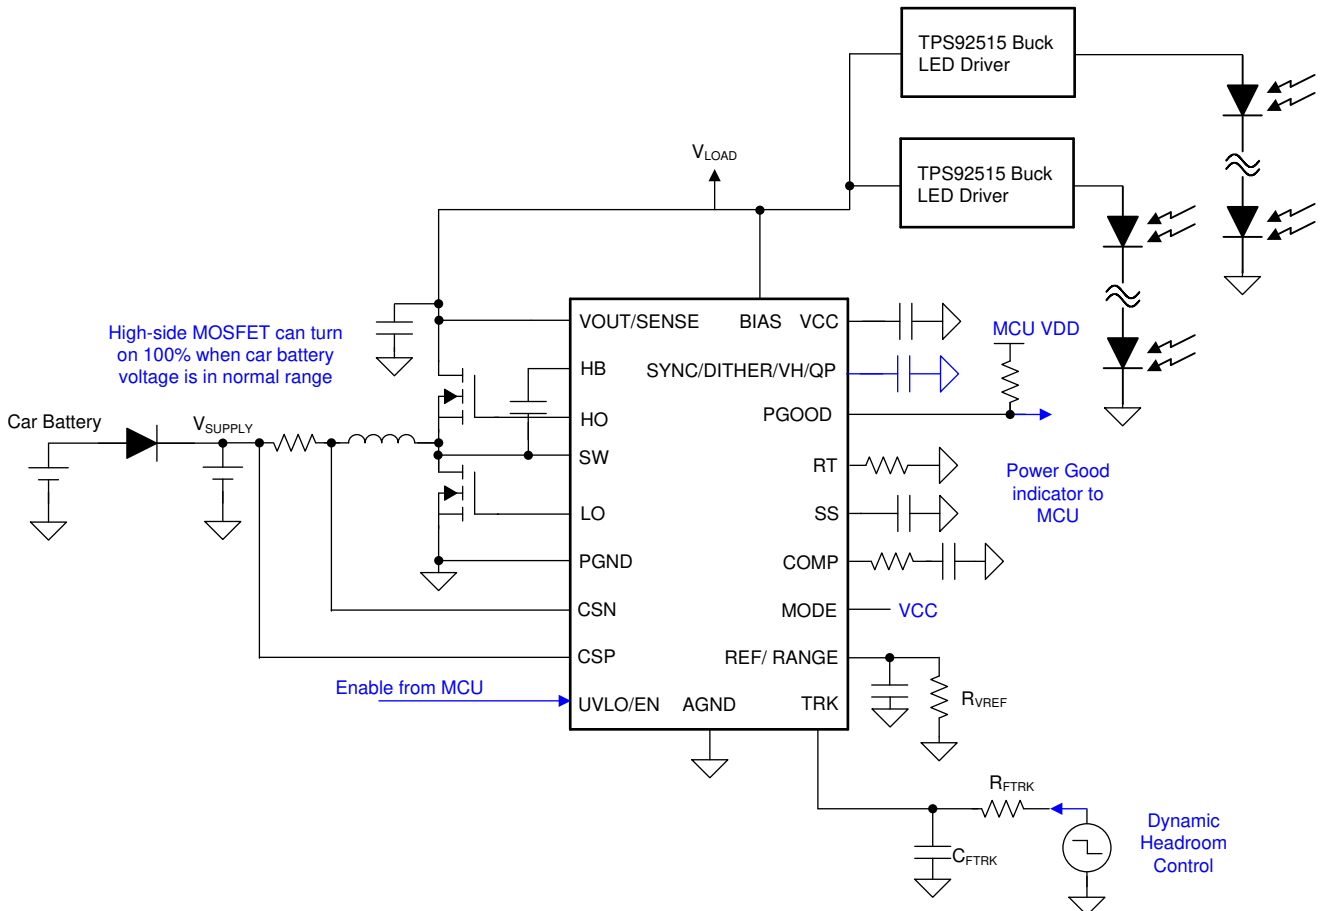 TPS92515 Buck
LED Driver
TPS92515 Buck
LED Driver
VLOAD
High-side MOSFET can turn
on 100% when car battery
voltage is in normal range
Car Battery
VSUPPLY
VOUT/SENSE
BIAS
VCC
HB
SYNC/DITHER/VH/QP
HO
PGOOD
SW
RT
LO
SS
PGND
COMP
CSN
MODE
VCC
CSP
REF/ RANGE
Enable from MCU
UVLO/EN
AGND
TRK
MCU VDD
Power Good
indicator to
MCU
RVREF
RFTRK
CFTRK
Dynamic
Headroom
Control